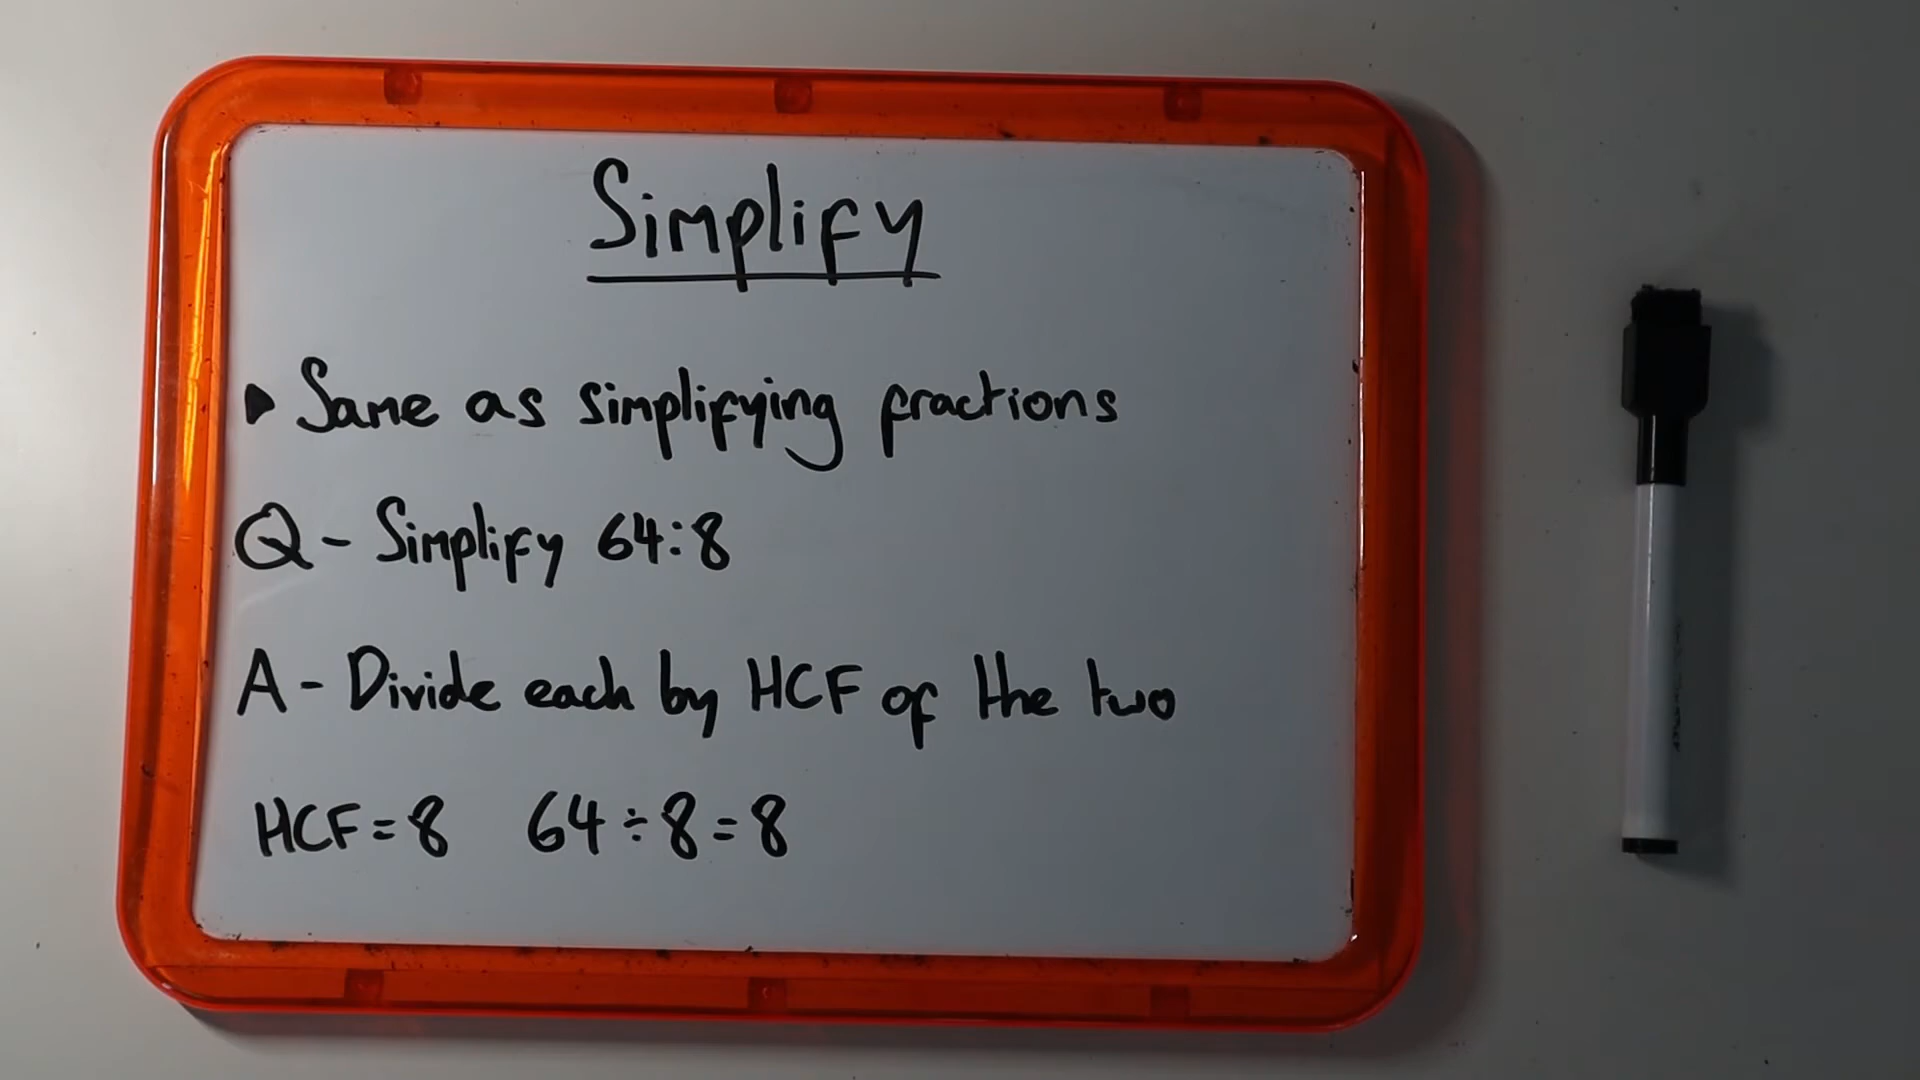 Simplify
▸ Same as simplifying fractions
Q - Simplify 64:8
A - Divide each by HCF of the two
HCF = 8 64 ÷ 8 = 8